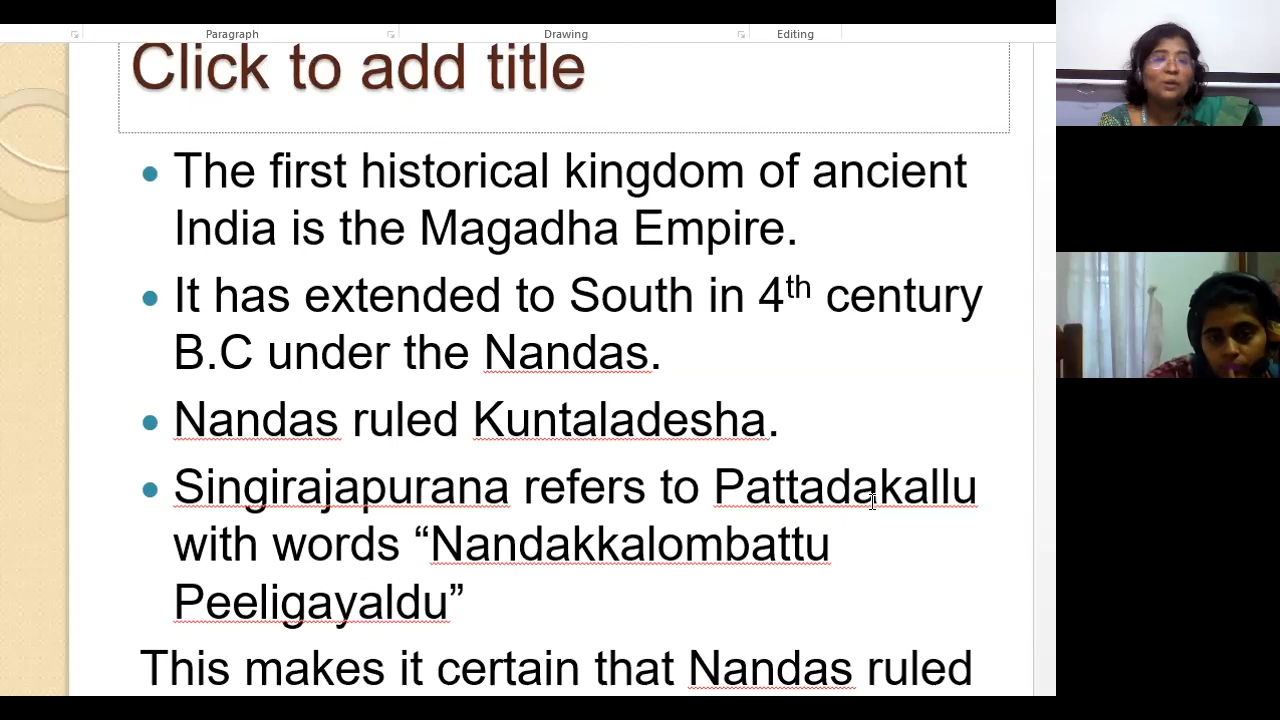 Paragraph Drawing Editing
Click to add title
The first historical kingdom of ancient
India is the Magadha Empire.
It has extended to South in 4th century
B.C under the Nandas.
Nandas ruled Kuntaladesha.
Singirajapurana refers to Pattadakallu
with words “Nandakkalombattu
Peeligayaldu”
This makes it certain that Nandas ruled